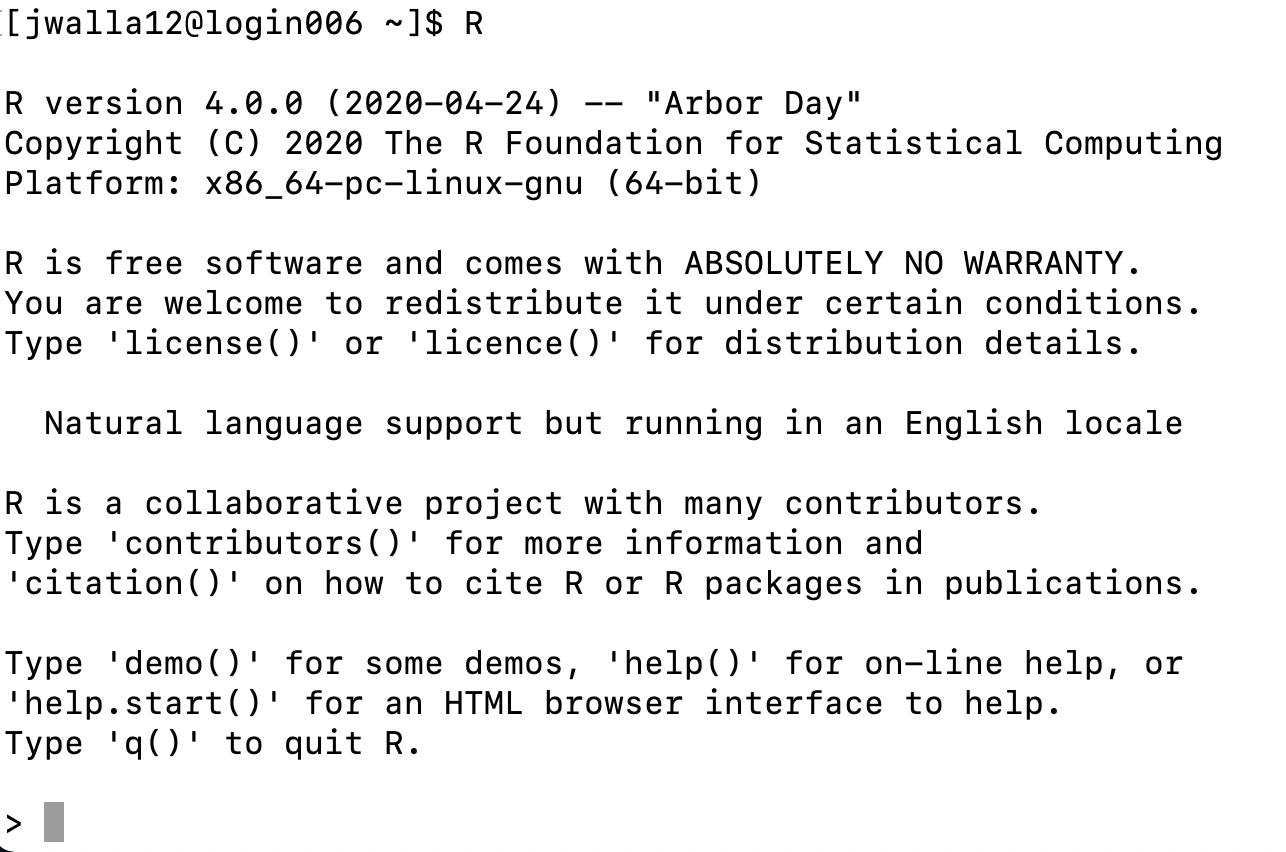 [jwalla12@login006 ~]$ R
R version 4.0.0 (2020-04-24) -- "Arbor Day"
Copyright (C) 2020 The R Foundation for Statistical Computing
Platform: x86_64-pc-linux-gnu (64-bit)
R is free software and comes with ABSOLUTELY NO WARRANTY.
You are welcome to redistribute it under certain conditions.
Type 'license()' or 'licence()' for distribution details.
  Natural language support but running in an English locale
R is a collaborative project with many contributors.
Type 'contributors()' for more information and
'citation()' on how to cite R or R packages in publications.
Type 'demo()' for some demos, 'help()' for on-line help, or
'help.start()' for an HTML browser interface to help.
Type 'q()' to quit R.
>